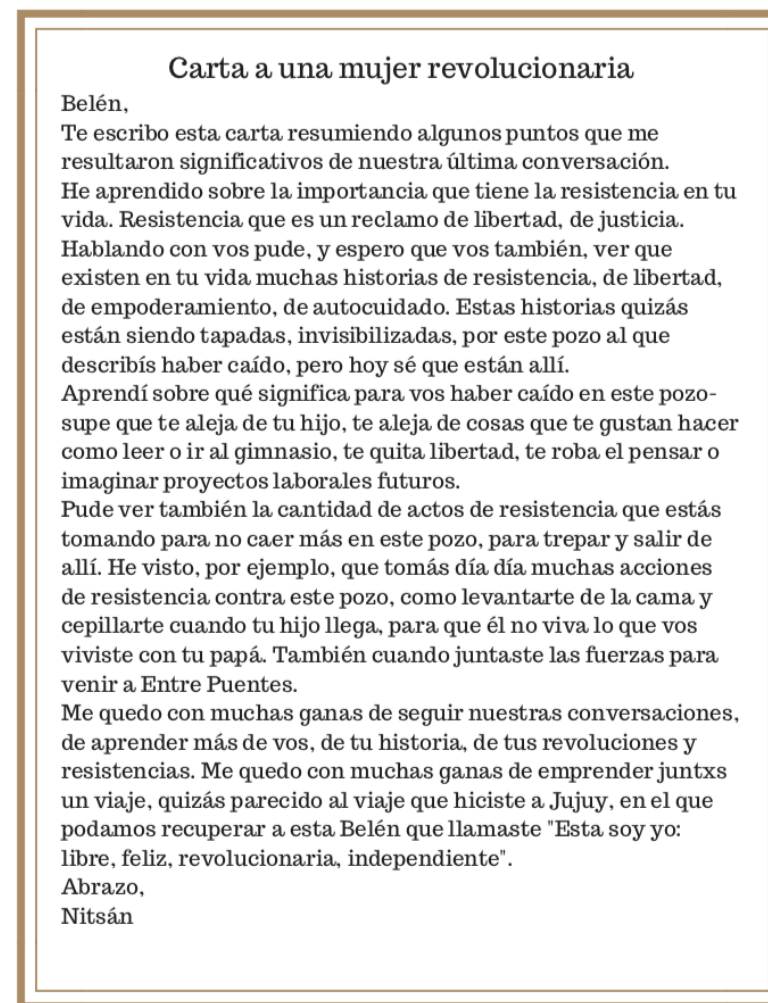 Carta a una mujer revolucionaria
Belén,
Te escribo esta carta resumiendo algunos puntos que me
resultaron significativos de nuestra última conversación.
He aprendido sobre la importancia que tiene la resistencia en tu
vida. Resistencia que es un reclamo de libertad, de justicia.
Hablando con vos pude, y espero que vos también, ver que
existen en tu vida muchas historias de resistencia, de libertad,
de empoderamiento, de autocuidado. Estas historias quizás
están siendo tapadas, invisibilizadas, por este pozo al que
describís haber caído, pero hoy sé que están allí.
Aprendí sobre qué significa para vos haber caído en este pozo-
supe que te aleja de tu hijo, te aleja de cosas que te gustan hacer
como leer o ir al gimnasio, te quita libertad, te roba el pensar o
imaginar proyectos laborales futuros.
Pude ver también la cantidad de actos de resistencia que estás
tomando para no caer más en este pozo, para trepar y salir de
allí. He visto, por ejemplo, que tomás día día muchas acciones
de resistencia contra este pozo, como levantarte de la cama y
cepillarte cuando tu hijo llega, para que él no viva lo que vos
viviste con tu papá. También cuando juntaste las fuerzas para
venir a Entre Puentes.
Me quedo con muchas ganas de seguir nuestras conversaciones,
de aprender más de vos, de tu historia, de tus revoluciones y
resistencias. Me quedo con muchas ganas de emprender juntxs
un viaje, quizás parecido al viaje que hiciste a Jujuy, en el que
podamos recuperar a esta Belén que llamaste "Esta soy yo:
libre, feliz, revolucionaria, independiente".
Abrazo,
Nitsán